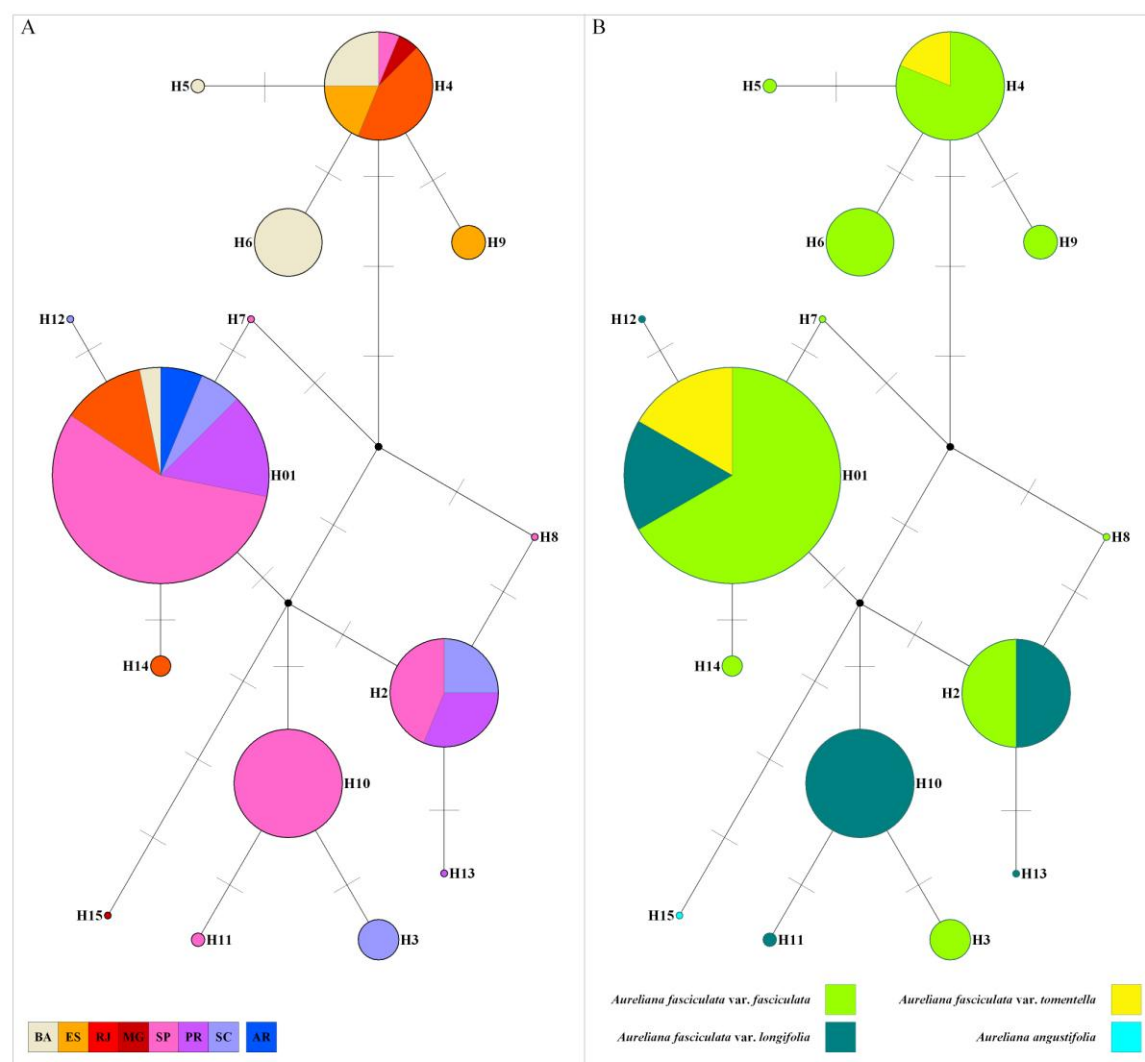 A
H5
H4
H6
H9
H12
H7
H01
H8
H14
H2
H10
H13
H15
H11
H3
BA ES RJ MG SP PR SC AR
B
H5
H4
H6
H9
H12
H7
H01
H8
H14
H2
H10
H13
H15
H11
H3
Aureliana fasciculata var. fasciculata
Aureliana fasciculata var. tomentella
Aureliana fasciculata var. longifolia
Aureliana angustifolia